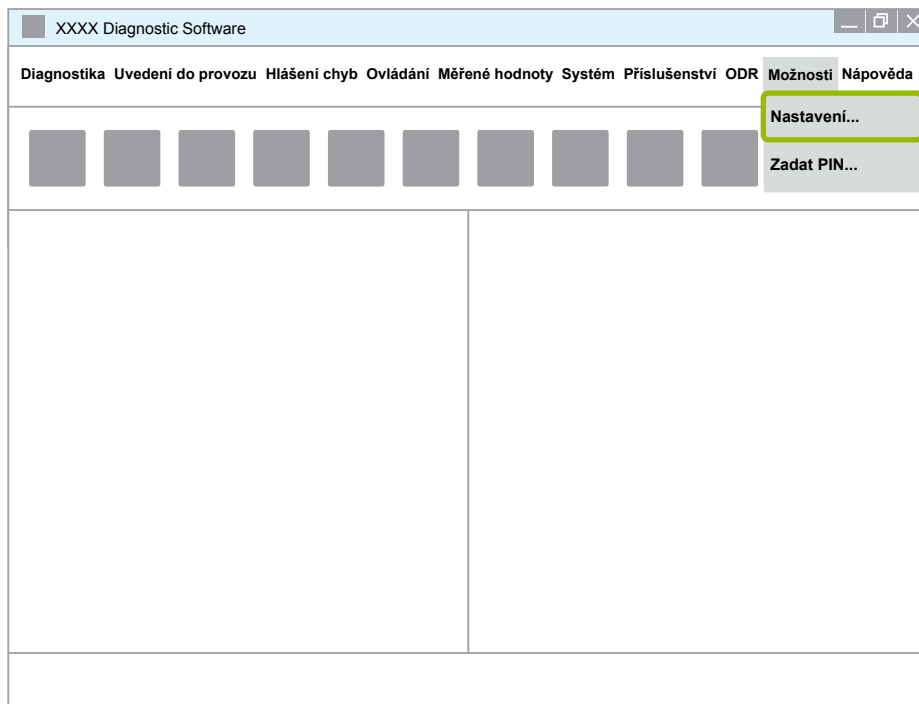 XXXX Diagnostic Software
Diagnostika Uvedení do provozu Hlášení chyb Ovládání Měřené hodnoty Systém Příslušenství ODR Možnosti Nápověda
Nastavení...
Zadat PIN...